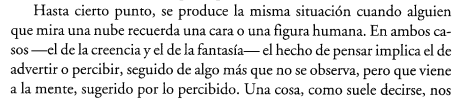 Hasta cierto punto, se produce la misma situación cuando alguien
que mira una nube recuerda una cara o una figura humana. En ambos ca-
sos —el de la creencia y el de la fantasía— el hecho de pensar implica el de
advertir o percibir, seguido de algo más que no se observa, pero que viene
a la mente, sugerido por lo percibido. Una cosa, como suele decirse, nos